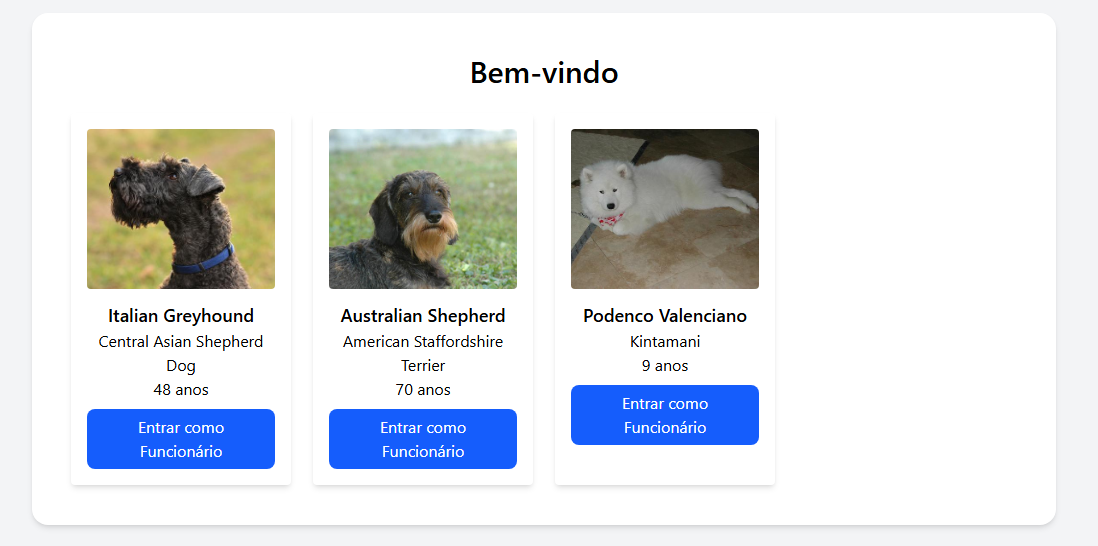 Bem-vindo
Italian Greyhound
Central Asian Shepherd
Dog
48 anos
Entrar como
Funcionário
Australian Shepherd
American Staffordshire
Terrier
70 anos
Entrar como
Funcionário
Podenco Valenciano
Kintamani
9 anos
Entrar como
Funcionário